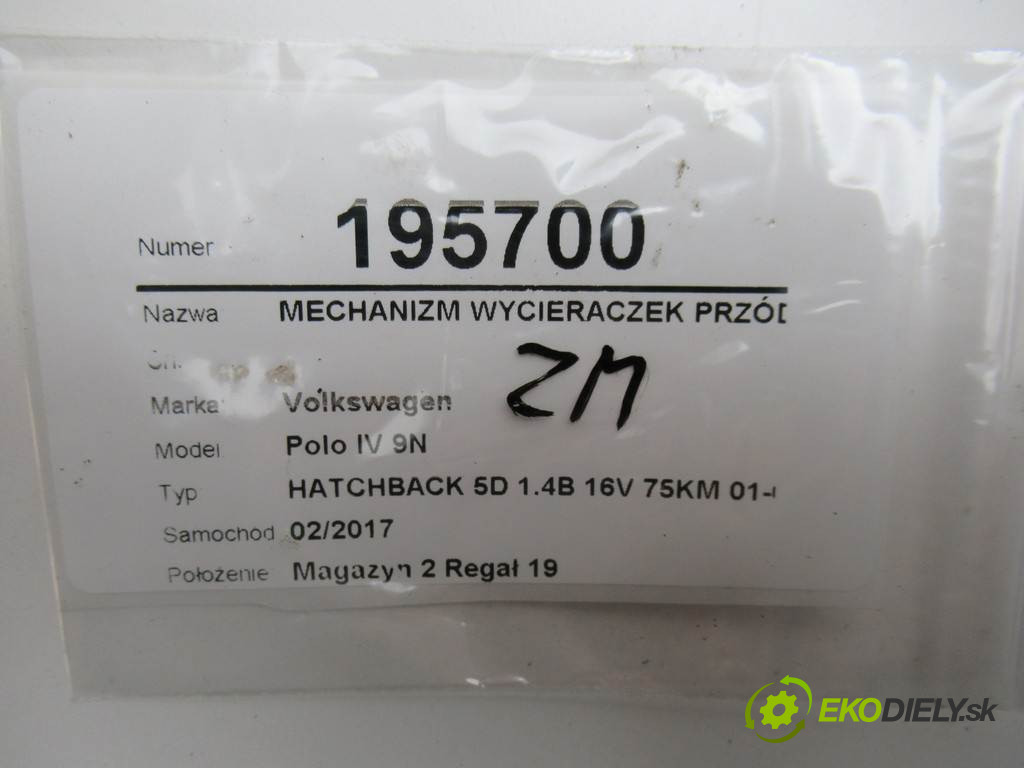 Numer 195700
Nazwa MECHANIZM WYCIERACZEK PRZÓD
Marka Volkswagen
ZM
Model Polo IV 9N
Typ HATCHBACK 5D 1.4B 16V 75KM 01-
Samochod 02/2017
Położenie Magazyn 2 Regał 19
EKODIELY.sk